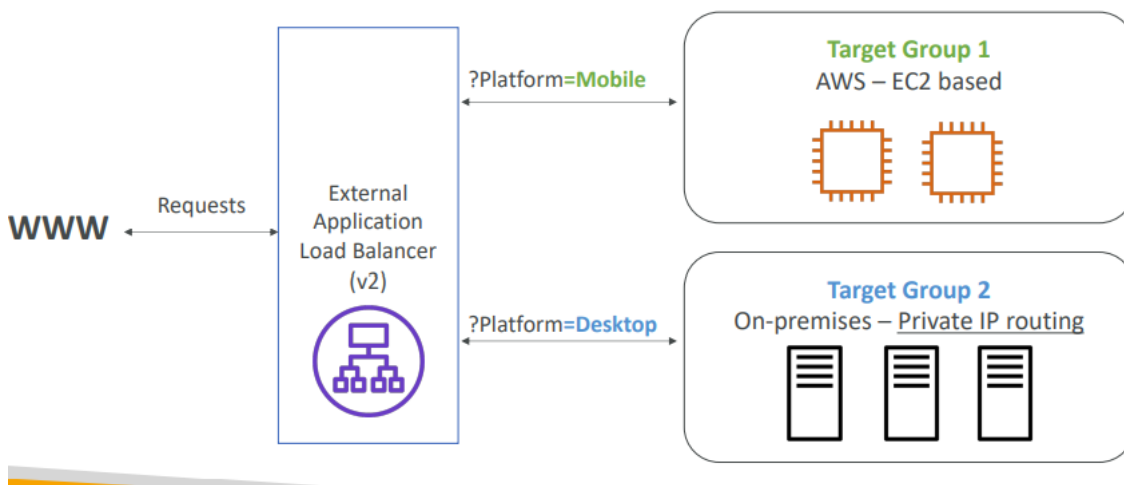 WWW
Requests
External
Application
Load Balancer
(v2)
?Platform=Mobile
Target Group 1
AWS – EC2 based
?Platform=Desktop
Target Group 2
On-premises – Private IP routing